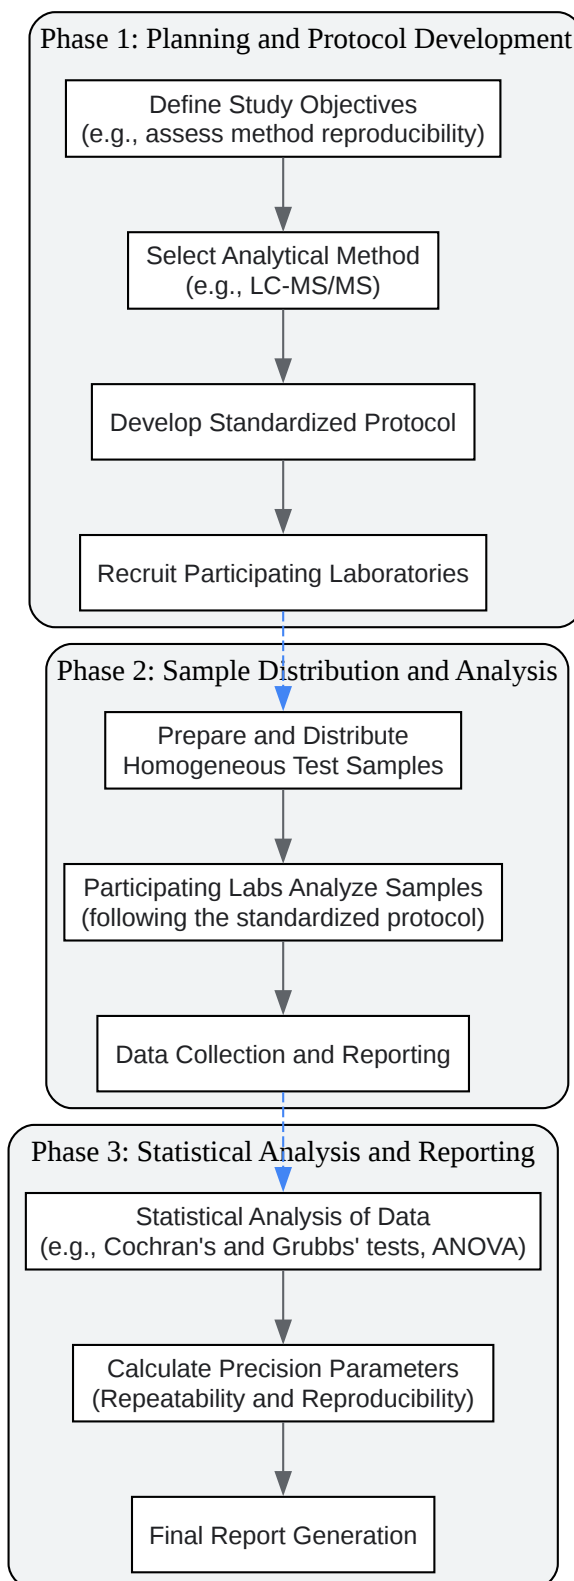 Phase 1: Planning and Protocol Development
Define Study Objectives
(e.g., assess method reproducibility)
Select Analytical Method
(e.g., LC-MS/MS)
Develop Standardized Protocol
Recruit Participating Laboratories
Phase 2: Sample Distribution and Analysis
Prepare and Distribute
Homogeneous Test Samples
Participating Labs Analyze Samples
(following the standardized protocol)
Data Collection and Reporting
Phase 3: Statistical Analysis and Reporting
Statistical Analysis of Data
(e.g., Cochran's and Grubbs' tests, ANOVA)
Calculate Precision Parameters
(Repeatability and Reproducibility)
Final Report Generation